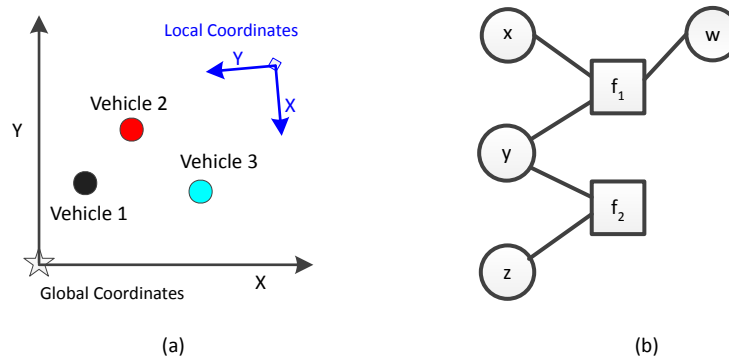 Local Coordinates
Y
X
Vehicle 2
Y
Vehicle 3
Vehicle 1
X
Global Coordinates
(a)
x
w
f1
y
f2
z
(b)